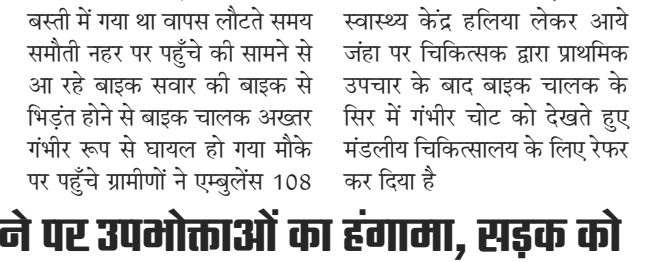 बस्ती में गया था वापस लौटते समय
समौती नहर पर पहुँचे की सामने से
आ रहे बाइक सवार की बाइक से
भिड़ंत होने से बाइक चालक अख्तर
गंभीर रूप से घायल हो गया मौके
पर पहुँचे ग्रामीणों ने एम्बुलेंस 108
स्वास्थ्य केंद्र हलिया लेकर आये
जंहा पर चिकित्सक द्वारा प्राथमिक
उपचार के बाद बाइक चालक के
सिर में गंभीर चोट को देखते हुए
मंडलीय चिकित्सालय के लिए रेफर
कर दिया है
ने पर उपभोक्ताओं का हंगामा, सड़क को